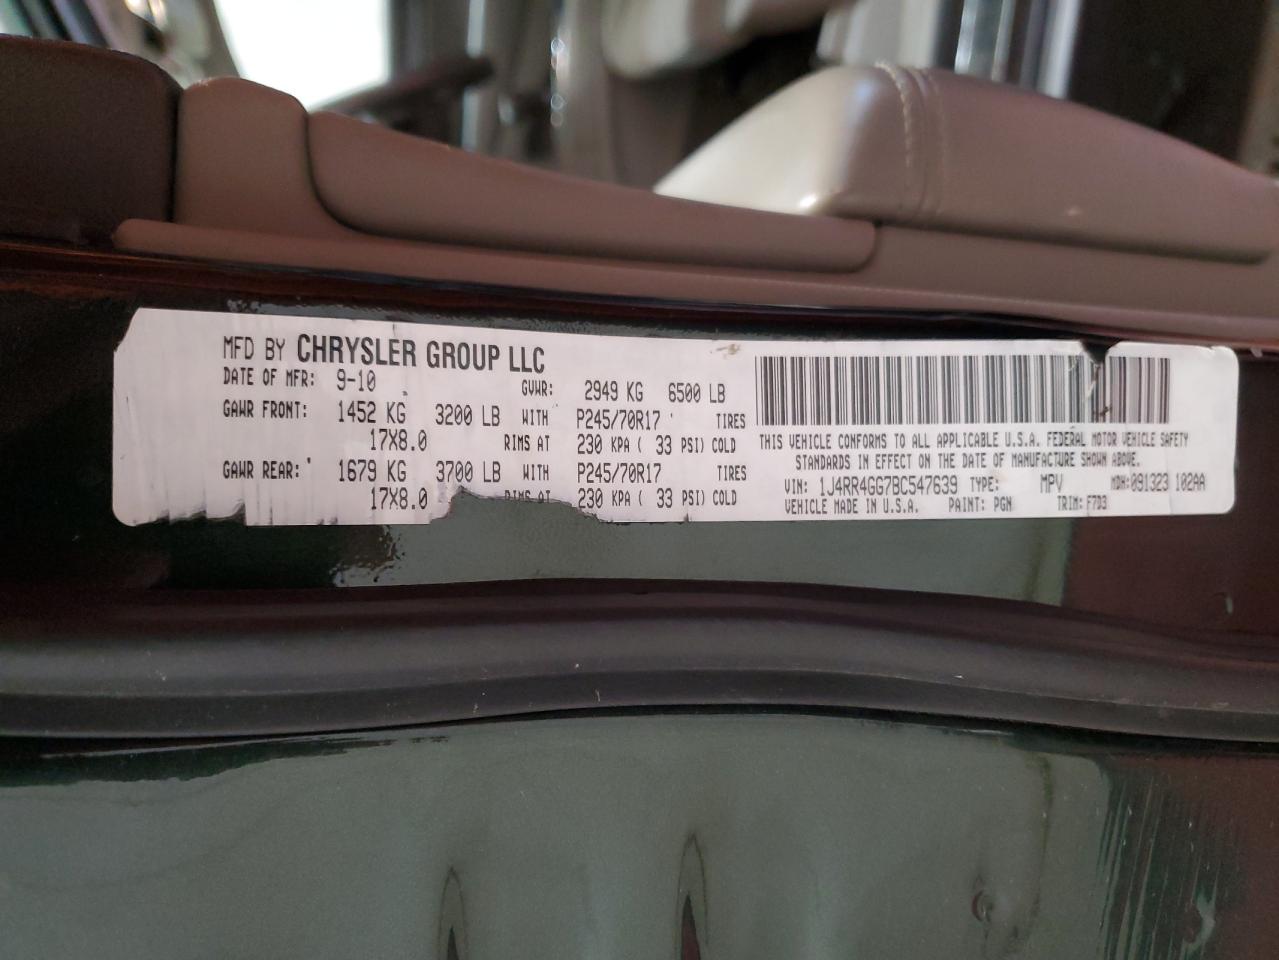 MFD BY CHRYSLER GROUP LLC
DATE OF MFR: 9-10 GVWR: 2949 KG 6500 LB
GAWR FRONT: 1452 KG 3200 LB WITH P245/70R17 TIRES
17X8.0 RIMS AT 230 KPA ( 33 PSI) COLD
GAWR REAR: 1679 KG 3700 LB WITH P245/70R17 TIRES
17X8.0 RIMS AT 230 KPA ( 33 PSI) COLD
THIS VEHICLE CONFORMS TO ALL APPLICABLE U.S.A. FEDERAL MOTOR VEHICLE SAFETY
STANDARDS IN EFFECT ON THE DATE OF MANUFACTURE SHOWN ABOVE.
VIN: 1J4RR4GG7BC547639 TYPE: MPV MDH:091323 102AA
VEHICLE MADE IN U.S.A. PAINT: PGN TRIM: F7D3